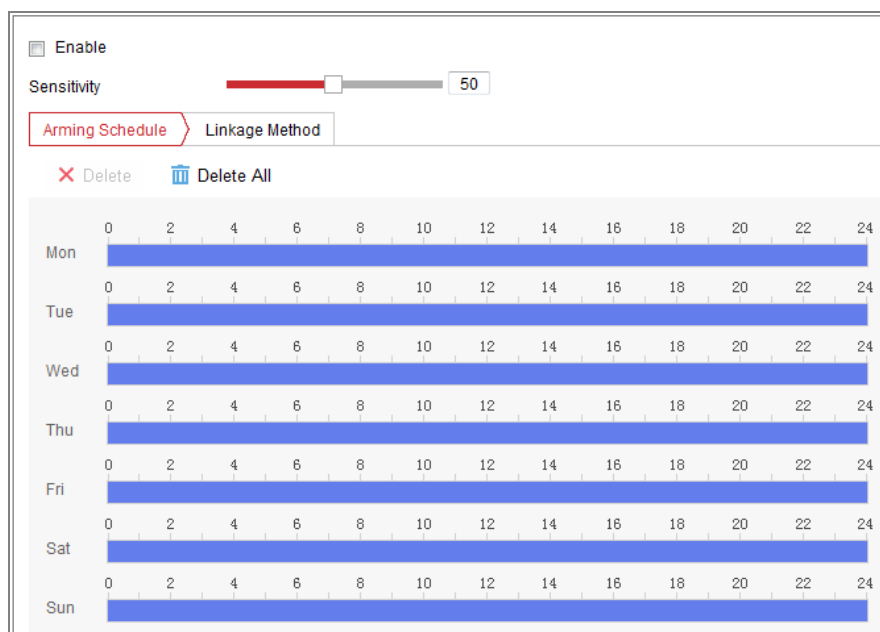 Enable
Sensitivity 50
Arming Schedule Linkage Method
Delete Delete All
0 2 4 6 8 10 12 14 16 18 20 22 24
Mon
0 2 4 6 8 10 12 14 16 18 20 22 24
Tue
0 2 4 6 8 10 12 14 16 18 20 22 24
Wed
0 2 4 6 8 10 12 14 16 18 20 22 24
Thu
0 2 4 6 8 10 12 14 16 18 20 22 24
Fri
0 2 4 6 8 10 12 14 16 18 20 22 24
Sat
0 2 4 6 8 10 12 14 16 18 20 22 24
Sun